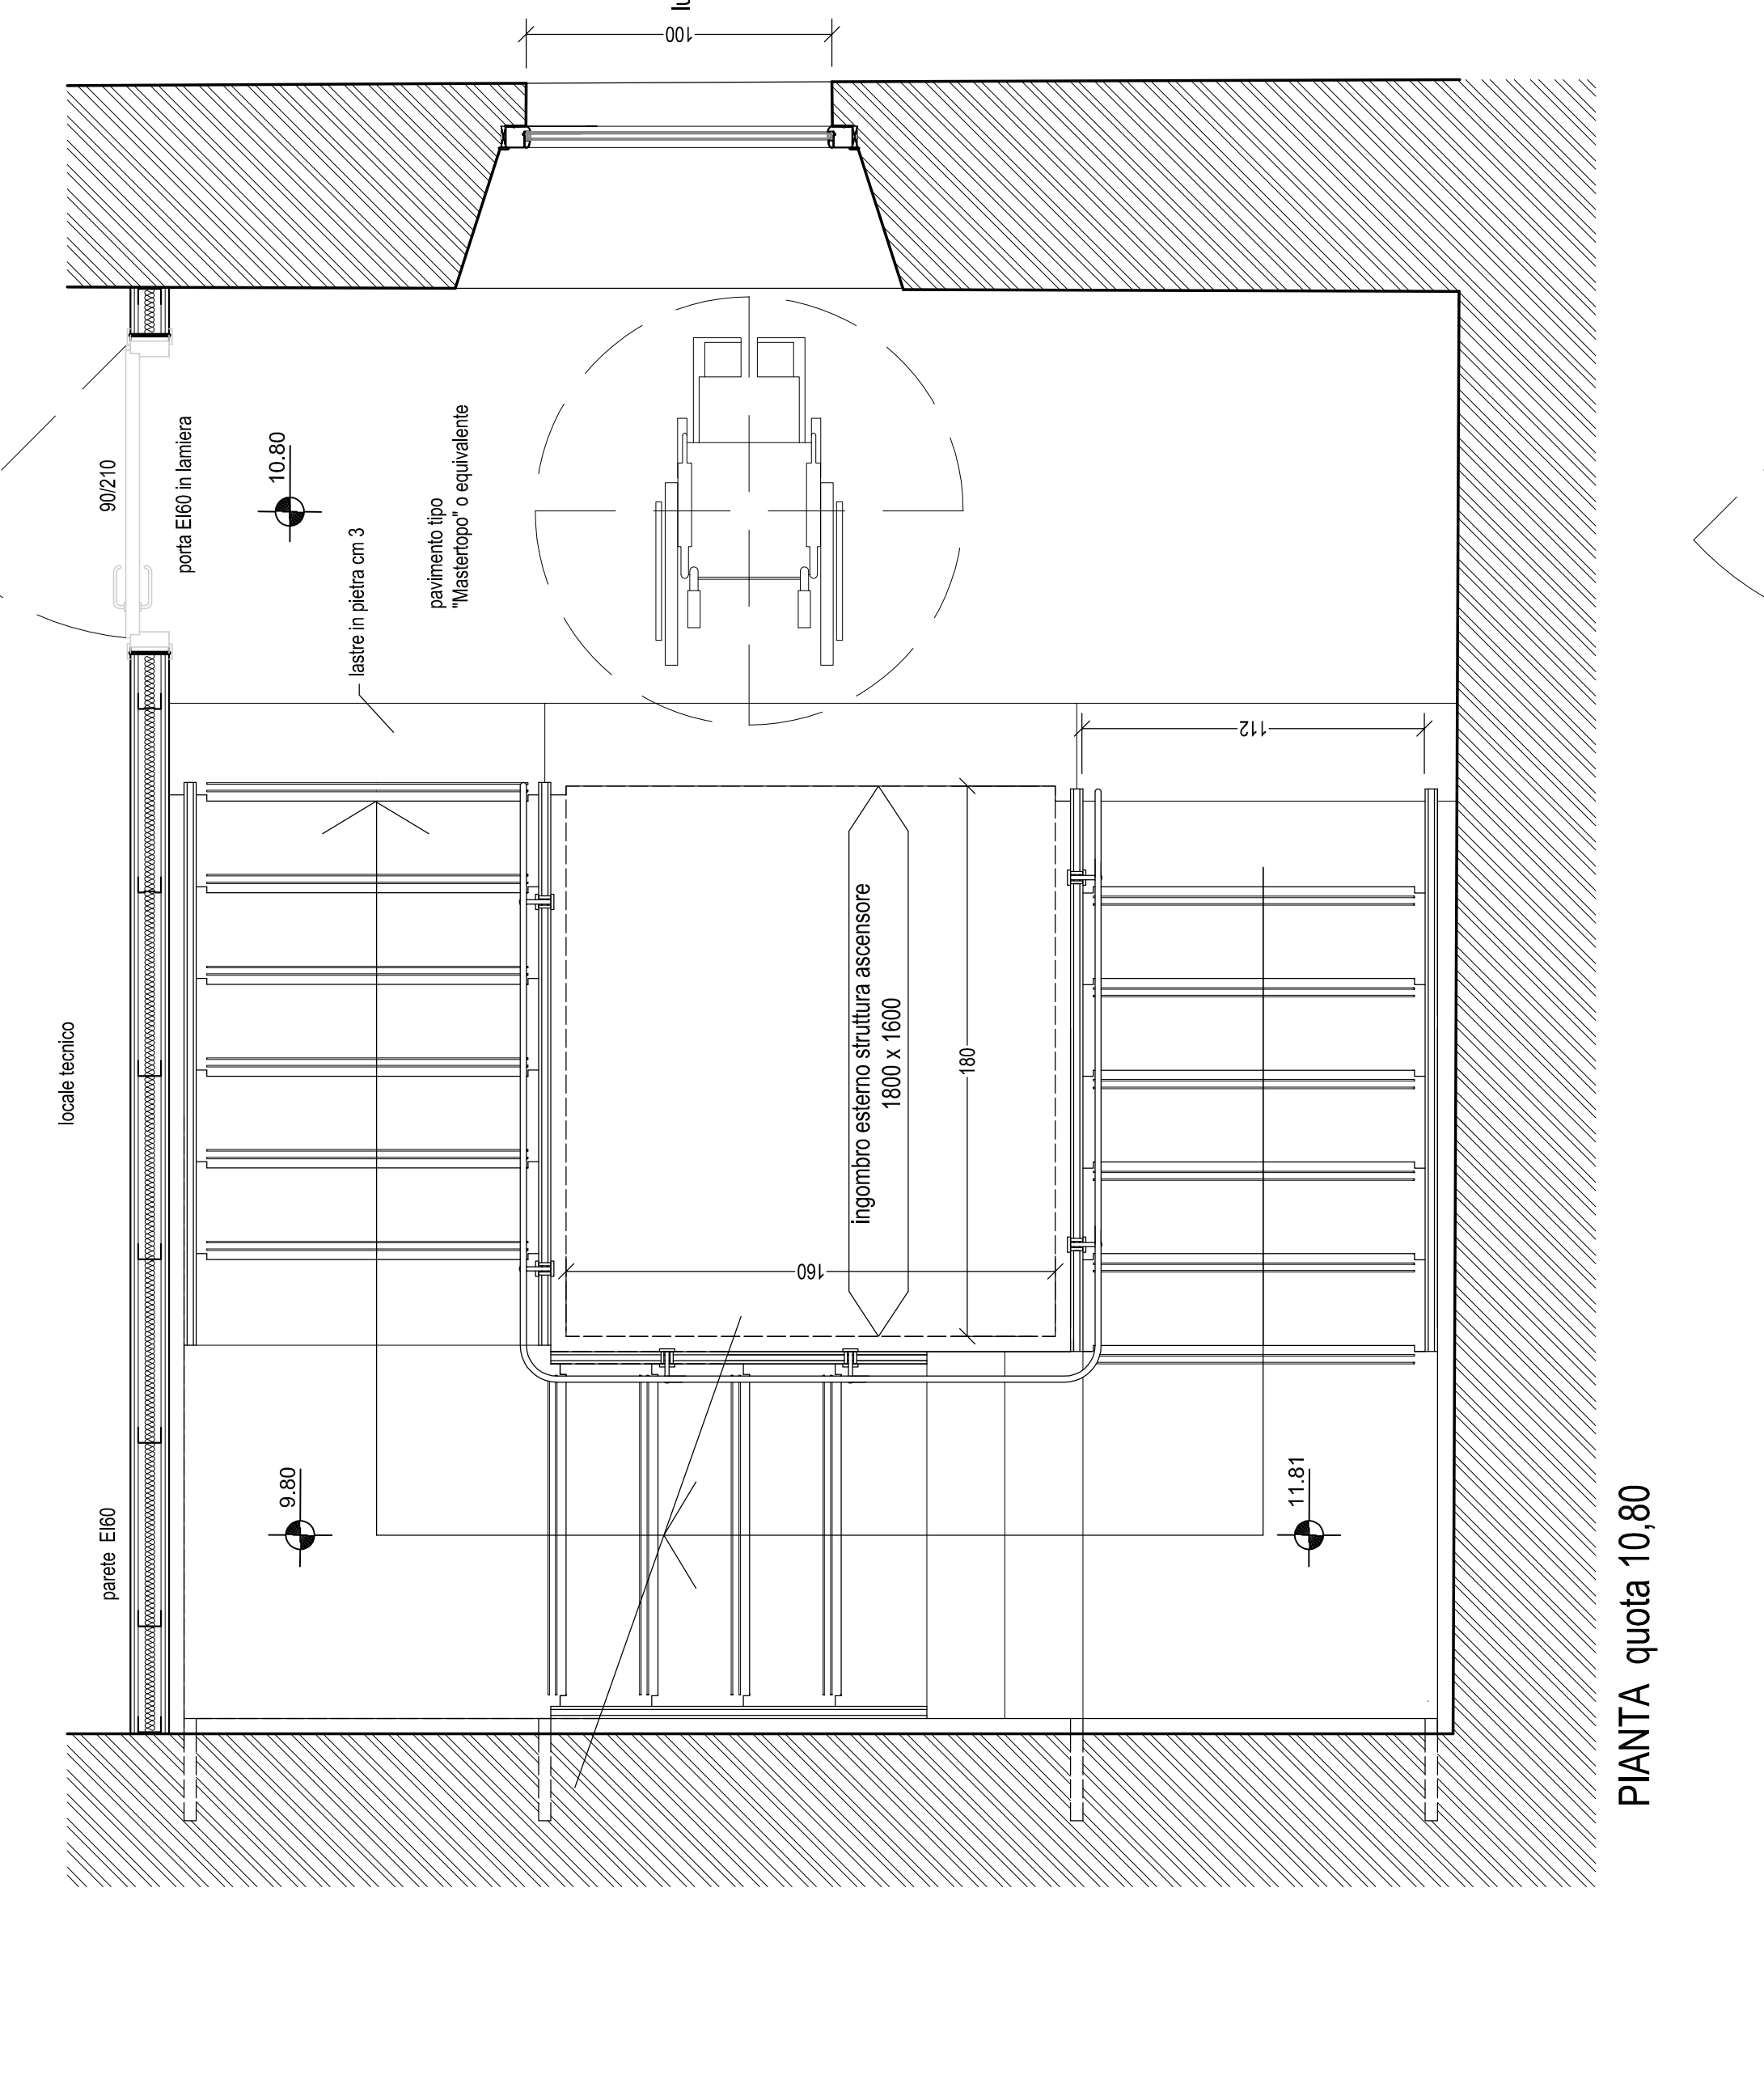 100
90/210
porta EI60 in lamiera
10.80
lastre in pietra cm 3
pavimento tipo
"Mastertopo" o equivalente
112
locale tecnico
ingombro esterno struttura ascensore
1800 x 1600
180
160
parete EI60
9.80
11.81
PIANTA quota 10,80